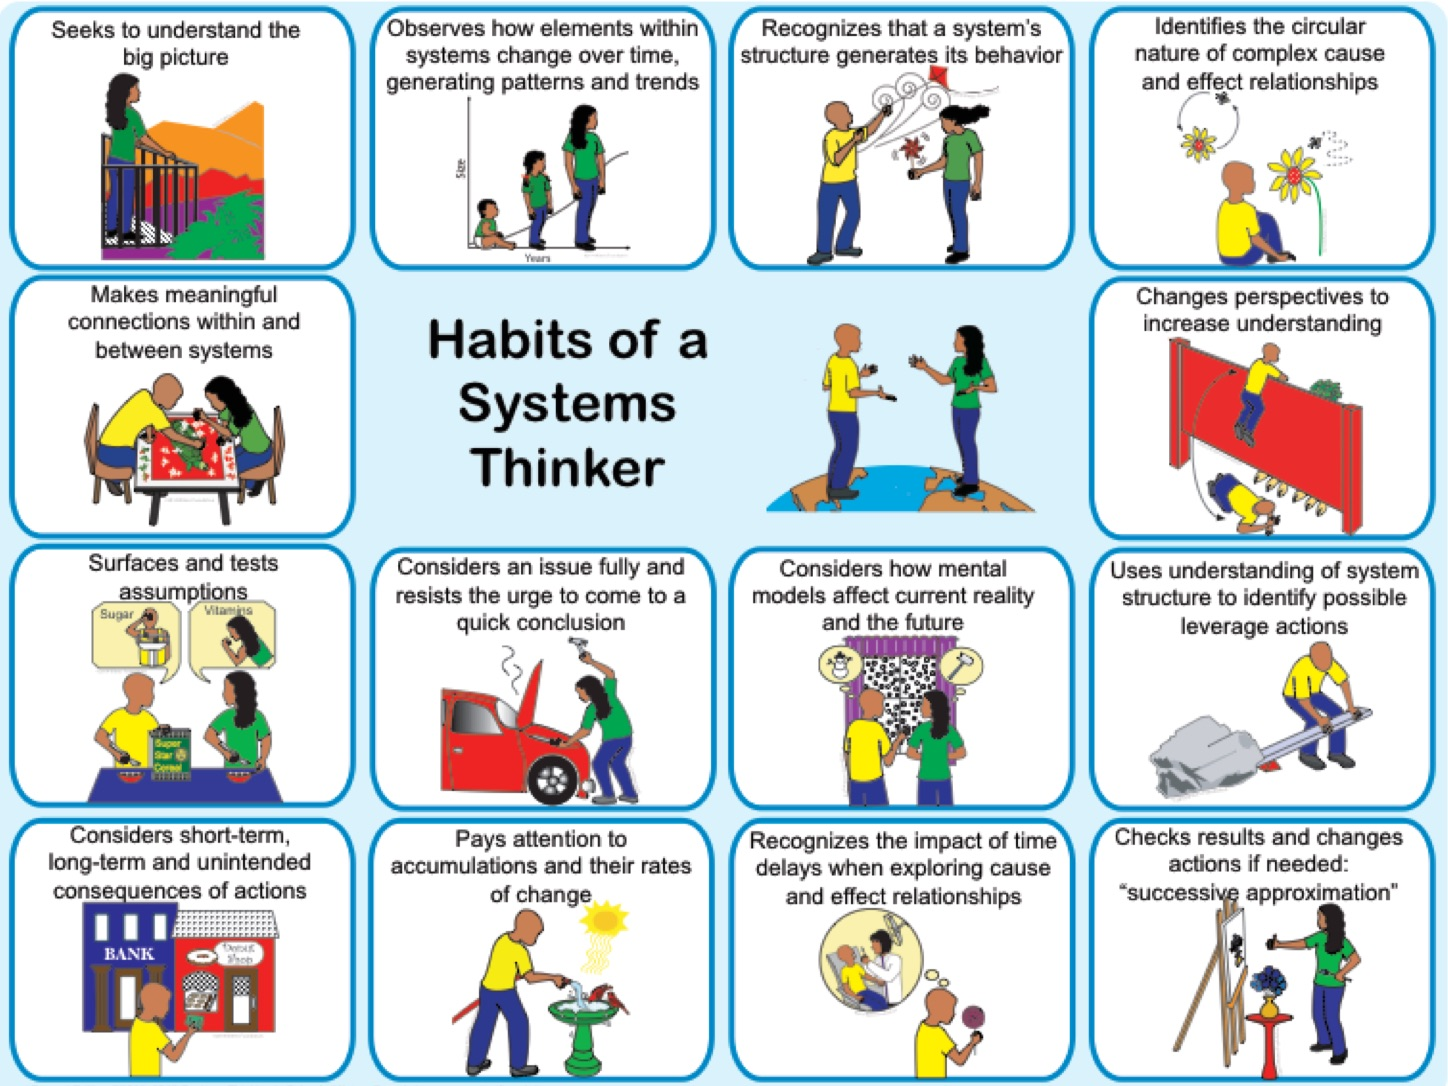 Seeks to understand the
big picture
Observes how elements within
systems change over time,
generating patterns and trends
Size
Years
Recognizes that a system's
structure generates its behavior
Identifies the circular
nature of complex cause
and effect relationships
Makes meaningful
connections within and
between systems
Habits of a
Systems
Thinker
Changes perspectives to
increase understanding
Surfaces and tests
assumptions
Sugar
Vitamins
Super
Star
Cereal
Considers an issue fully and
resists the urge to come to a
quick conclusion
Considers how mental
models affect current reality
and the future
Uses understanding of system
structure to identify possible
leverage actions
Considers short-term,
long-term and unintended
consequences of actions
BANK
Donut
Shop
Pays attention to
accumulations and their rates
of change
Recognizes the impact of time
delays when exploring cause
and effect relationships
Checks results and changes
actions if needed:
“successive approximation”